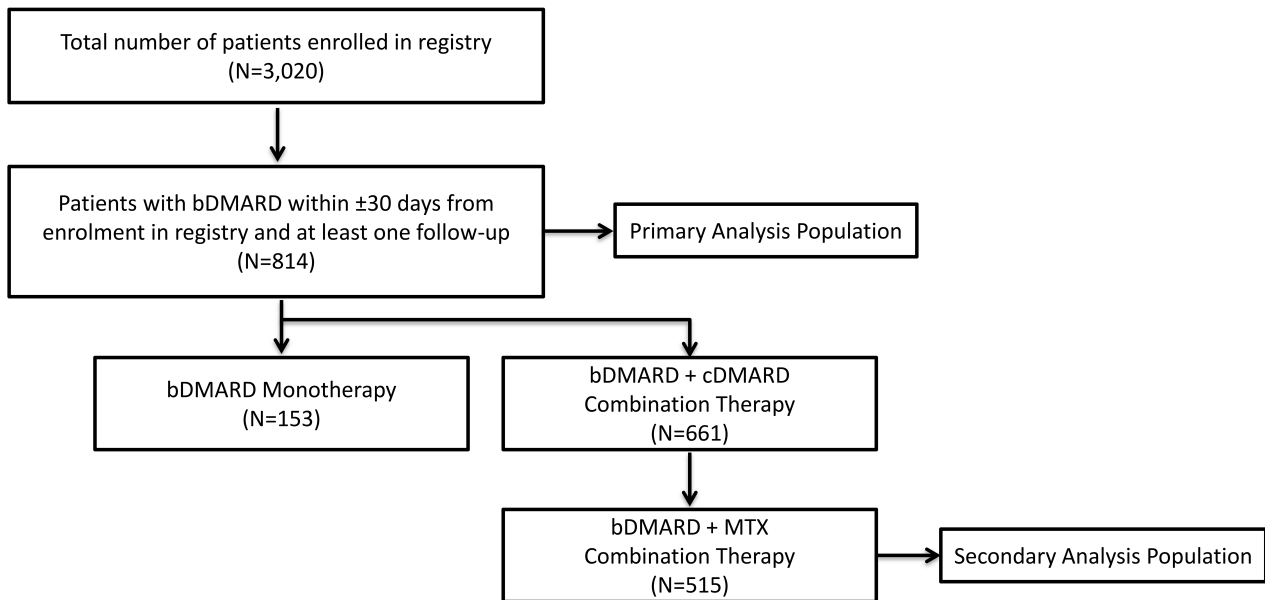 Total number of patients enrolled in registry
(N=3,020)
Patients with bDMARD within ±30 days from
enrolment in registry and at least one follow-up
(N=814)
Primary Analysis Population
bDMARD Monotherapy
(N=153)
bDMARD + cDMARD
Combination Therapy
(N=661)
bDMARD + MTX
Combination Therapy
(N=515)
Secondary Analysis Population